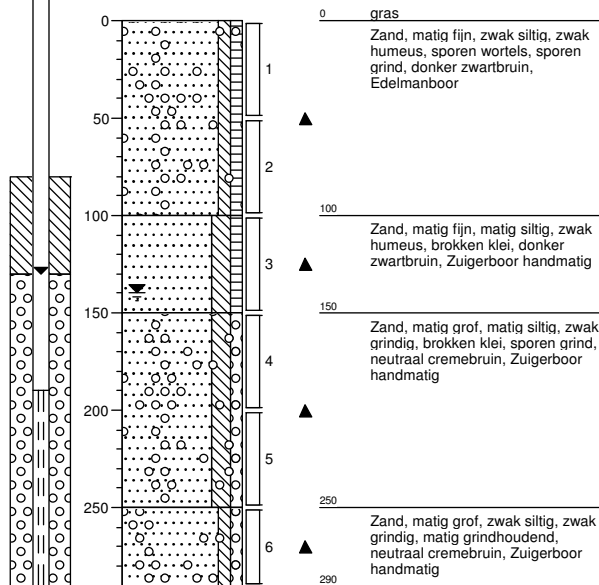 0
50
100
150
200
250
1
2
3
4
5
6
0
gras
Zand, matig fijn, zwak siltig, zwak
humeus, sporen wortels, sporen
grind, donker zwartbruin,
Edelmanboor
100
Zand, matig fijn, matig siltig, zwak
humeus, brokken klei, donker
zwartbruin, Zuigerboor handmatig
150
Zand, matig grof, matig siltig, zwak
grindig, brokken klei, sporen grind,
neutraal cremebruin, Zuigerboor
handmatig
250
Zand, matig grof, zwak siltig, zwak
grindig, matig grindhoudend,
neutraal cremebruin, Zuigerboor
handmatig
290